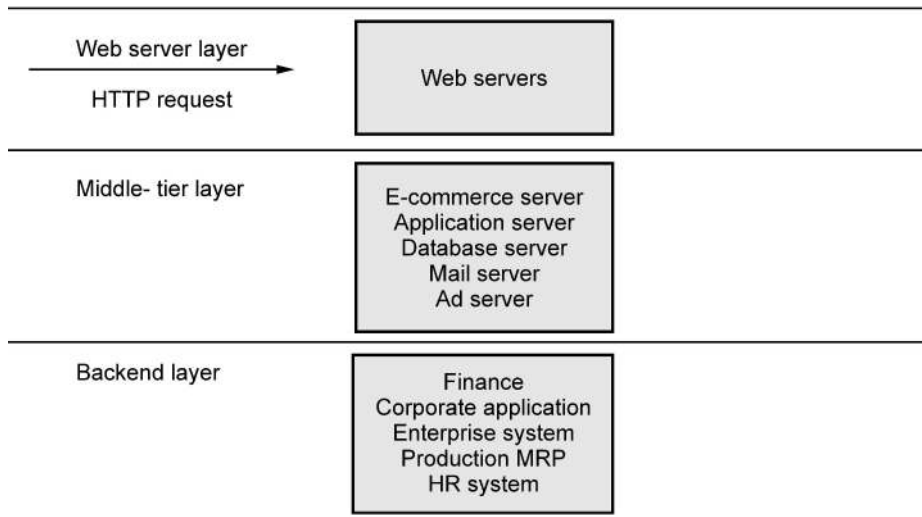 Web server layer
HTTP request
Web servers
Middle- tier layer
E-commerce server
Application server
Database server
Mail server
Ad server
Backend layer
Finance
Corporate application
Enterprise system
Production MRP
HR system